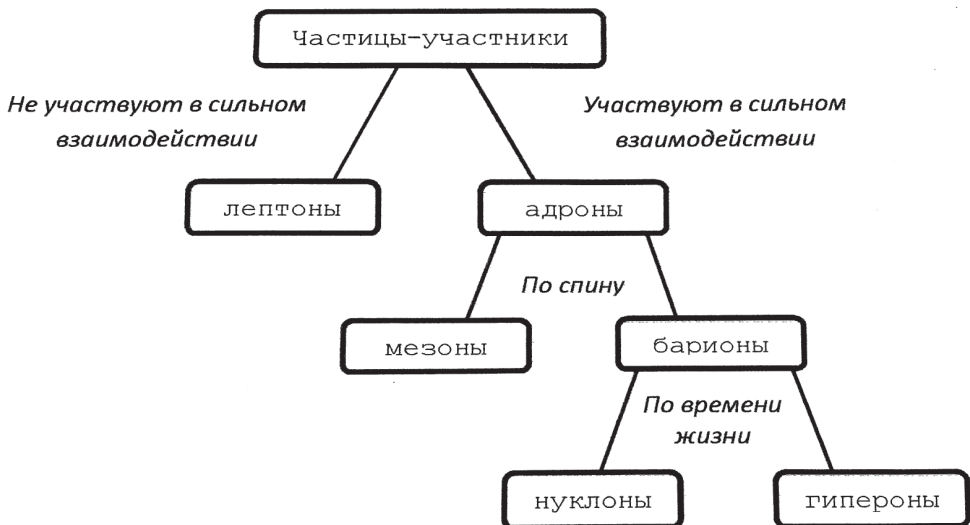 Частицы-участники
Не участвуют в сильном
взаимодействии
Участвуют в сильном
взаимодействии
лептоны
адроны
По спину
мезоны
барионы
По времени
жизни
нуклоны
гипероны